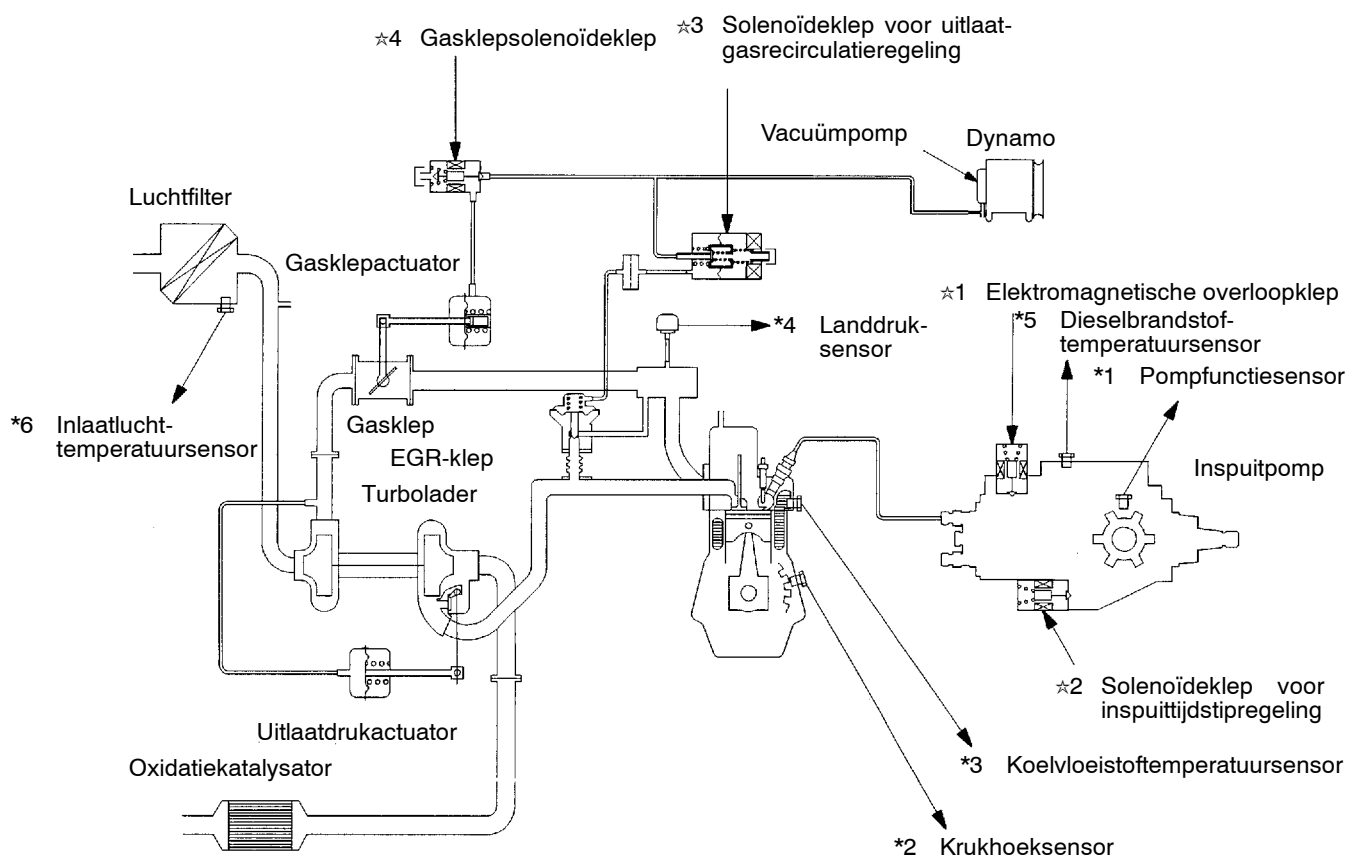 ☆4 Gasklepsolenoïdeklep
☆3 Solenoïdeklep voor uitlaat-
gasrecirculatieregeling
Vacuümpomp
Dynamo
Luchtfilter
Gasklepactuator
☆1 Elektromagnetische overloopklep
*5 Dieselbrandstof-
temperatuursensor
*4 Landdruk-
sensor
*1 Pompfunctiesensor
*6 Inlaatlucht-
temperatuursensor
Gasklep
EGR-klep
Turbolader
Inspuitpomp
☆2 Solenoïdeklep voor
inspuittijdstipregeling
Uitlaatdrukactuator
Oxidatiekatalysator
*3 Koelvloeistoftemperatuursensor
*2 Krukhoeksensor